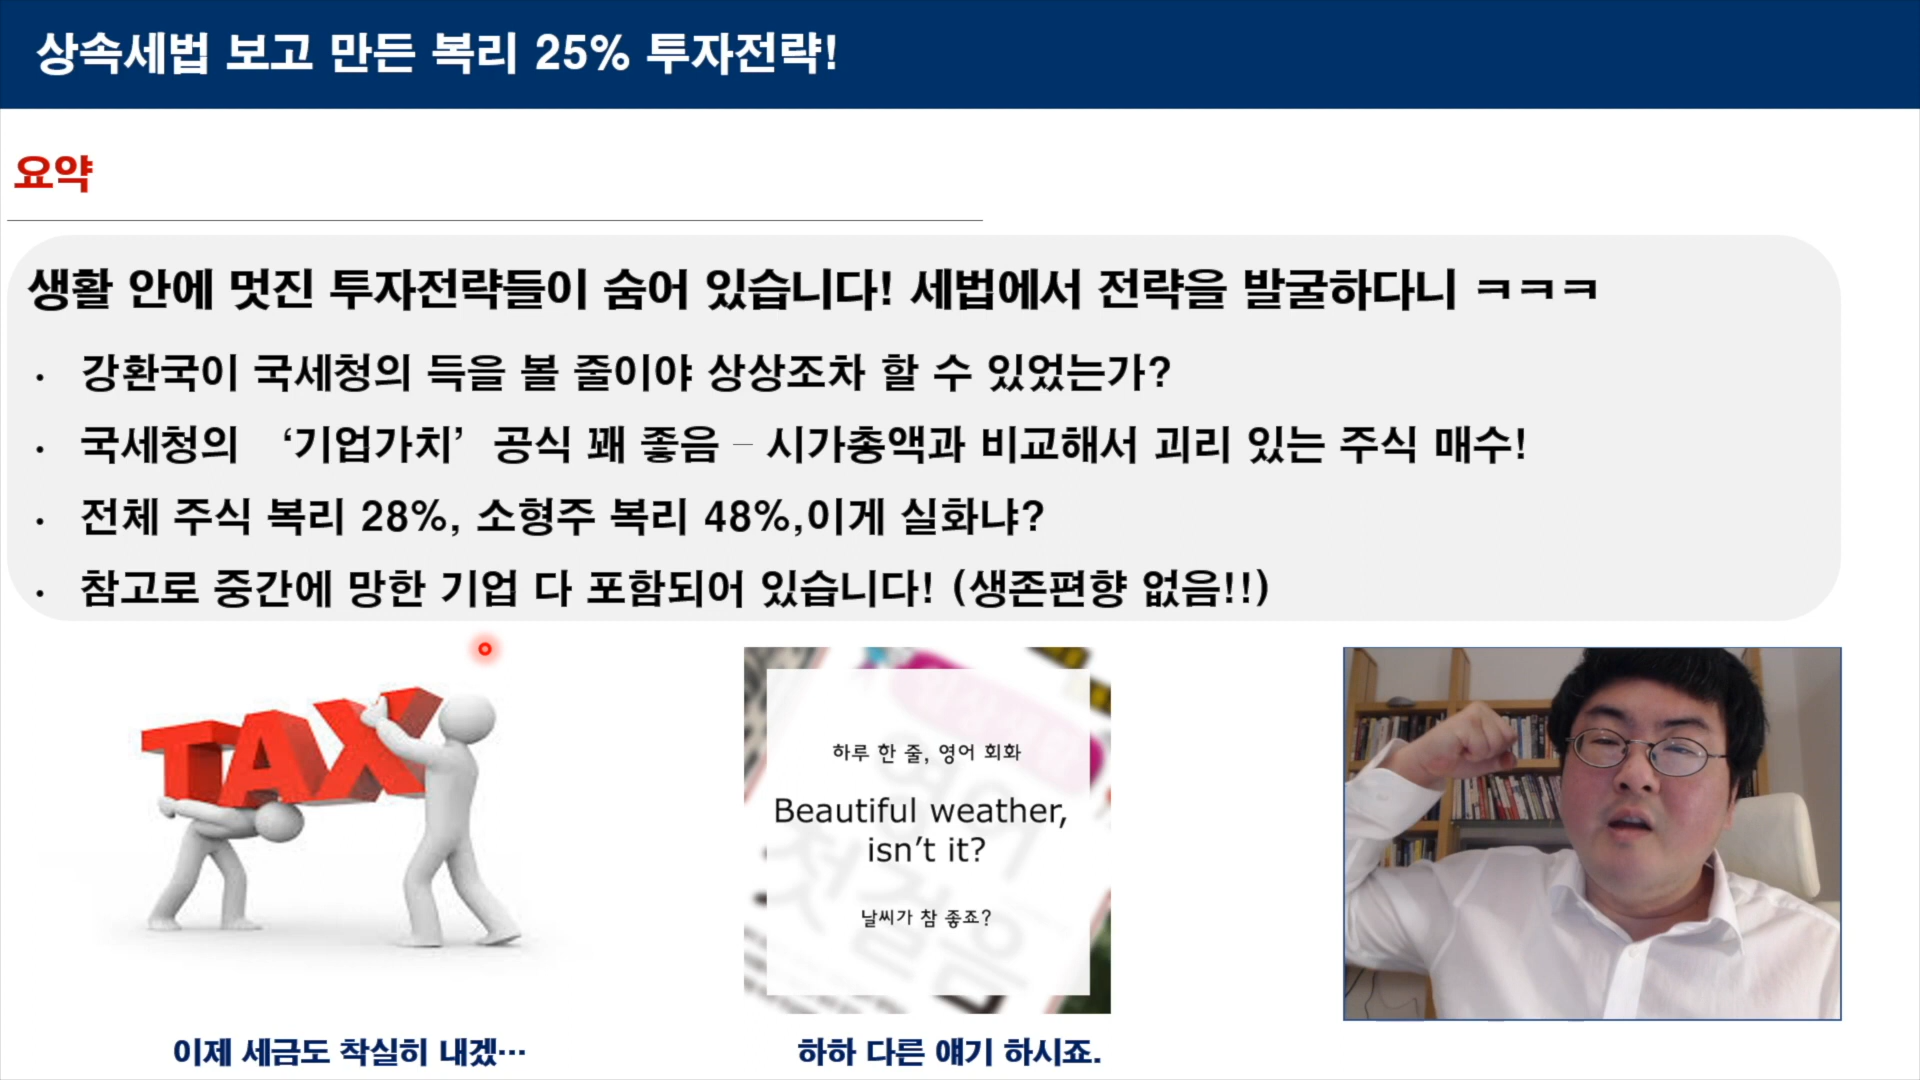 상속세법 보고 만든 복리 25% 투자전략!
요약
생활 안에 멋진 투자전략들이 숨어 있습니다! 세법에서 전략을 발굴하다니 ㅋㅋㅋ
· 강환국이 국세청의 득을 볼 줄이야 상상조차 할 수 있었는가?
· 국세청의 ‘기업가치’ 공식 꽤 좋음 – 시가총액과 비교해서 괴리 있는 주식 매수!
· 전체 주식 복리 28%, 소형주 복리 48%,이게 실화냐?
· 참고로 중간에 망한 기업 다 포함되어 있습니다! (생존편향 없음!!)
TAX
하루 한 줄, 영어 회화
Beautiful weather,
isn’t it?
날씨가 참 좋죠?
영어
첫걸음
이제 세금도 착실히 내겠…
하하 다른 얘기 하시죠.